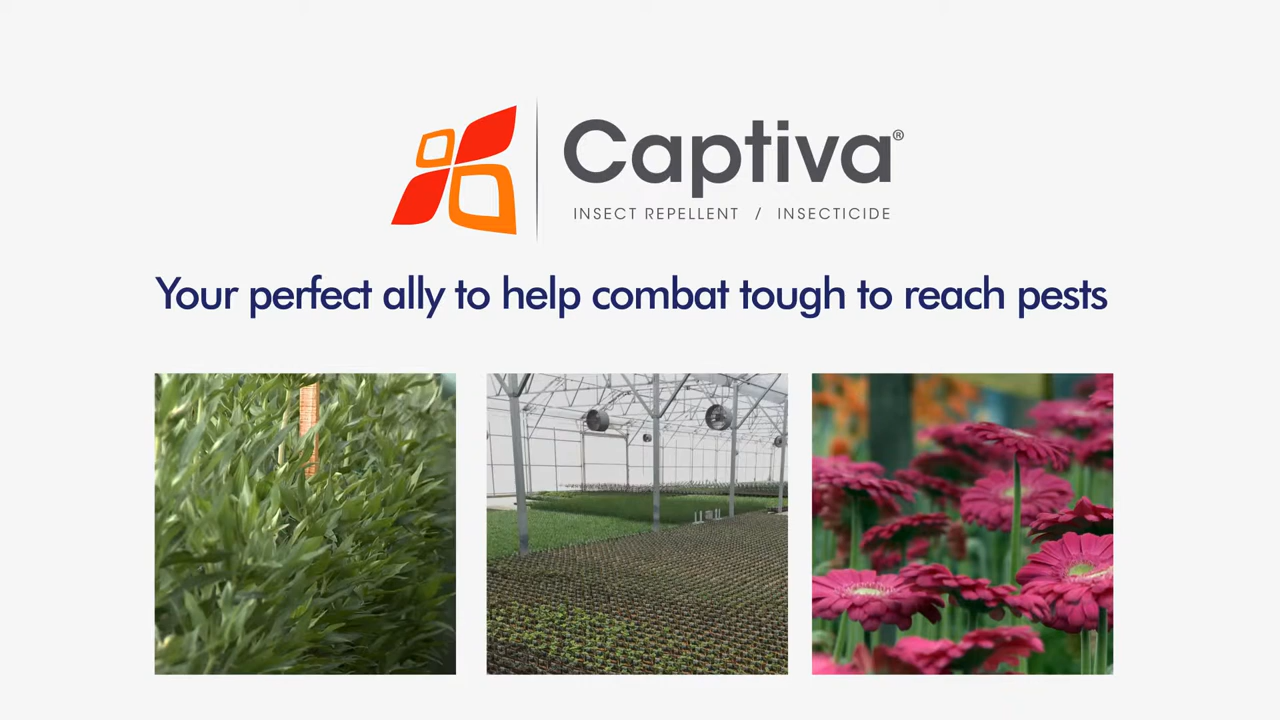 Captiva®
INSECT REPELLENT / INSECTICIDE
Your perfect ally to help combat tough to reach pests